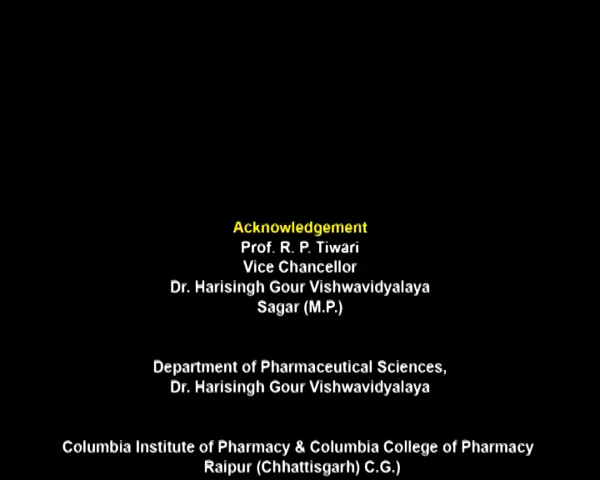 Acknowledgement
Prof. R. P. Tiwari
Vice Chancellor
Dr. Harisingh Gour Vishwavidyalaya
Sagar (M.P.)
Department of Pharmaceutical Sciences,
Dr. Harisingh Gour Vishwavidyalaya
Columbia Institute of Pharmacy & Columbia College of Pharmacy
Raipur (Chhattisgarh) C.G.)